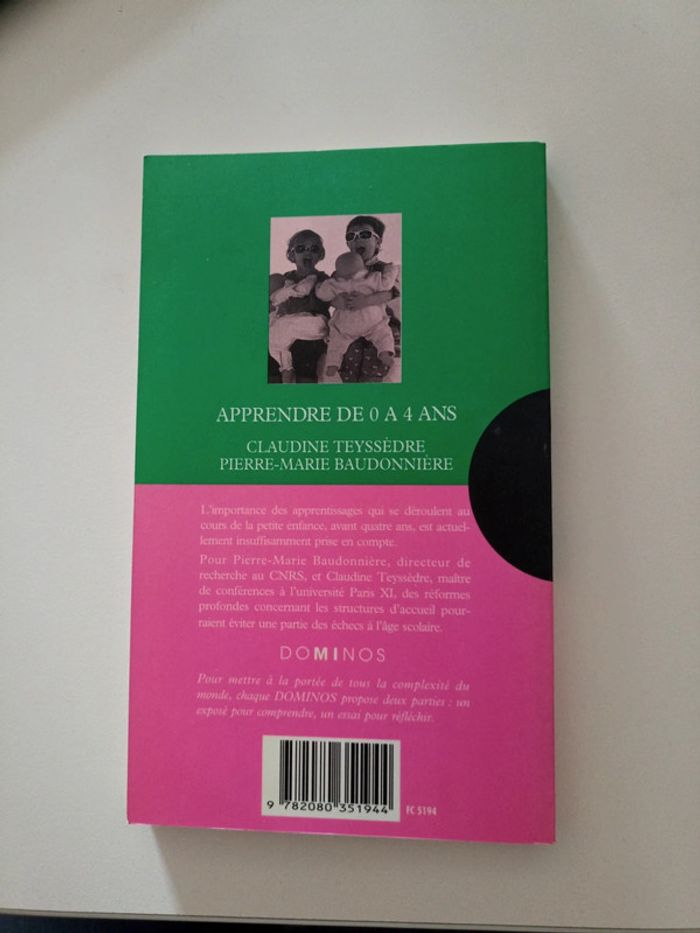 APPRENDRE DE 0 A 4 ANS
CLAUDINE TEYSSÈDRE
PIERRE-MARIE BAUDONNIÈRE
L'importance des apprentissages qui se déroulent au
cours de la petite enfance, avant quatre ans, est actuel-
lement insuffisamment prise en compte.
Pour Pierre-Marie Baudonnière, directeur de
recherche au CNRS, et Claudine Teyssèdre, maître
de conférences à l'université Paris XI, des réformes
profondes concernant les structures d'accueil pour-
raient éviter une partie des échecs à l'âge scolaire.
DOMINOS
Pour mettre à la portée de tous la complexité du
monde, chaque DOMINOS propose deux parties : un
exposé pour comprendre, un essai pour réfléchir.
9 782080 351944
FC 5194